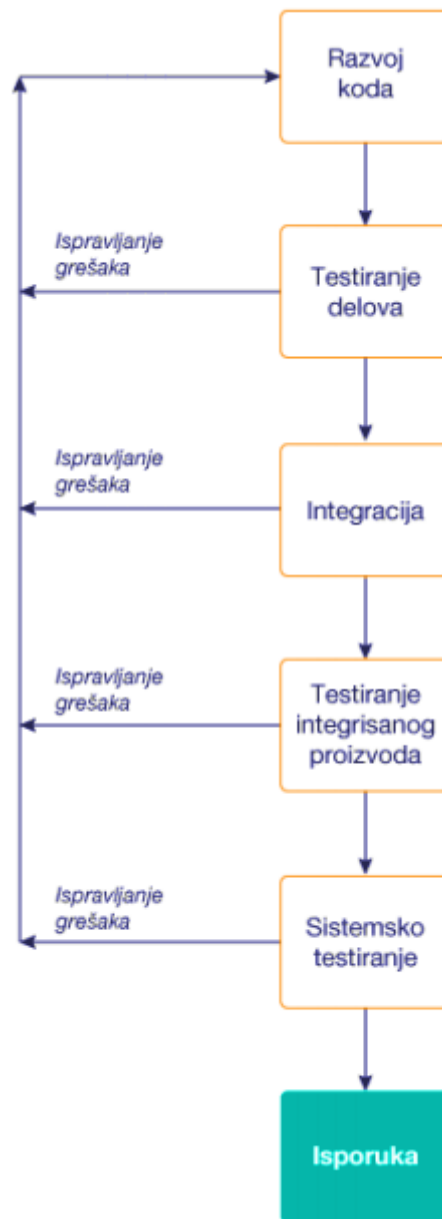 Razvoj
koda
Ispravljanje
grešaka
Testiranje
delova
Ispravljanje
grešaka
Integracija
Ispravljanje
grešaka
Testiranje
integrisanog
proizvoda
Ispravljanje
grešaka
Sistemsko
testiranje
Isporuka